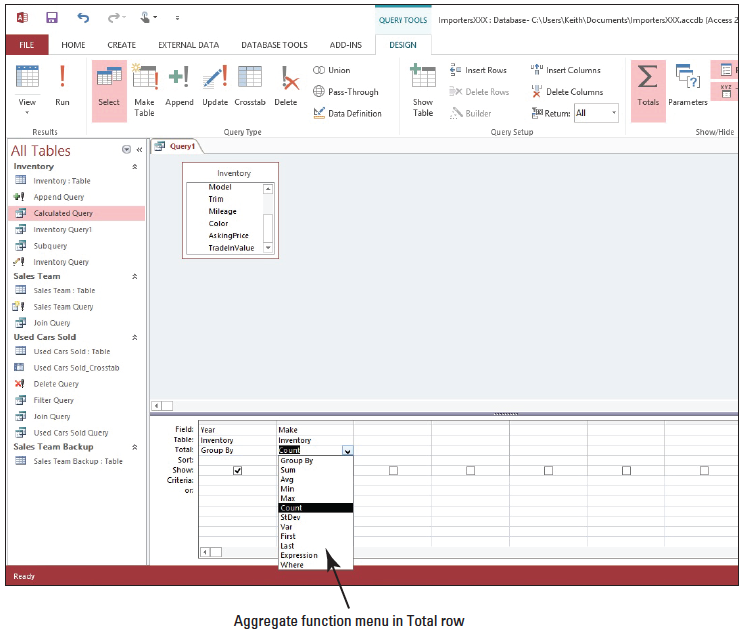 QUERY TOOLS
ImportersXXX : Database- C:\Users\Keith\Documents\ImportersXXX.accdb (Access 2
FILE HOME CREATE EXTERNAL DATA DATABASE TOOLS ADD-INS DESIGN
View
Run
Select
Make Table
Append
Update
Crosstab
Delete
Union
Pass-Through
Data Definition
Show Table
Insert Rows
Delete Rows
Builder
Insert Columns
Delete Columns
Return: All
Totals
Parameters
XYZ
Results
Query Type
Query Setup
Show/Hide
All Tables
Inventory
Inventory : Table
Append Query
Calculated Query
Inventory Query1
Subquery
Inventory Query
Sales Team
Sales Team : Table
Sales Team Query
Join Query
Used Cars Sold
Used Cars Sold : Table
Used Cars Sold_Crosstab
Delete Query
Filter Query
Join Query
Used Cars Sold Query
Sales Team Backup
Sales Team Backup : Table
Query1
Inventory
Model
Trim
Mileage
Color
AskingPrice
TradeInValue
Field: Year Make
Table: Inventory Inventory
Total: Group By Count
Sort:
Show:
Criteria:
or:
Group By
Sum
Avg
Min
Max
Count
StDev
Var
First
Last
Expression
Where
Ready
Aggregate function menu in Total row